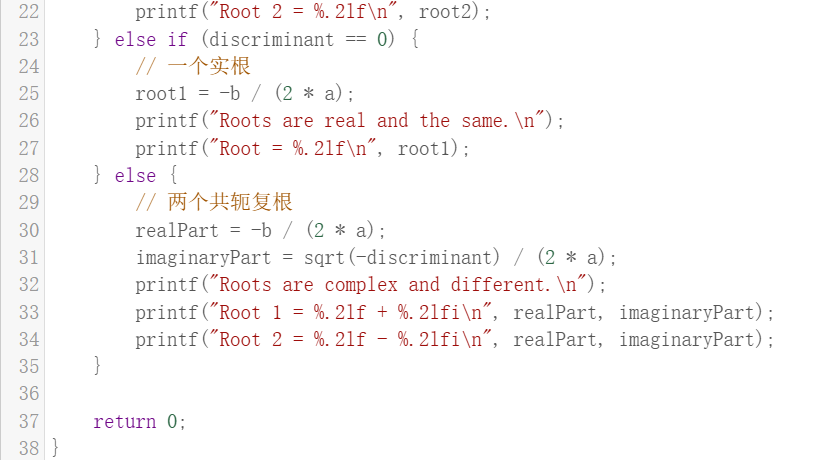 22 printf("Root 2 = %.2lf\n", root2);
23 } else if (discriminant == 0) {
24 // 一个实根
25 root1 = -b / (2 * a);
26 printf("Roots are real and the same.\n");
27 printf("Root = %.2lf\n", root1);
28 } else {
29 // 两个共轭复根
30 realPart = -b / (2 * a);
31 imaginaryPart = sqrt(-discriminant) / (2 * a);
32 printf("Roots are complex and different.\n");
33 printf("Root 1 = %.2lf + %.2lfi\n", realPart, imaginaryPart);
34 printf("Root 2 = %.2lf - %.2lfi\n", realPart, imaginaryPart);
35 }
36
37 return 0;
38 }